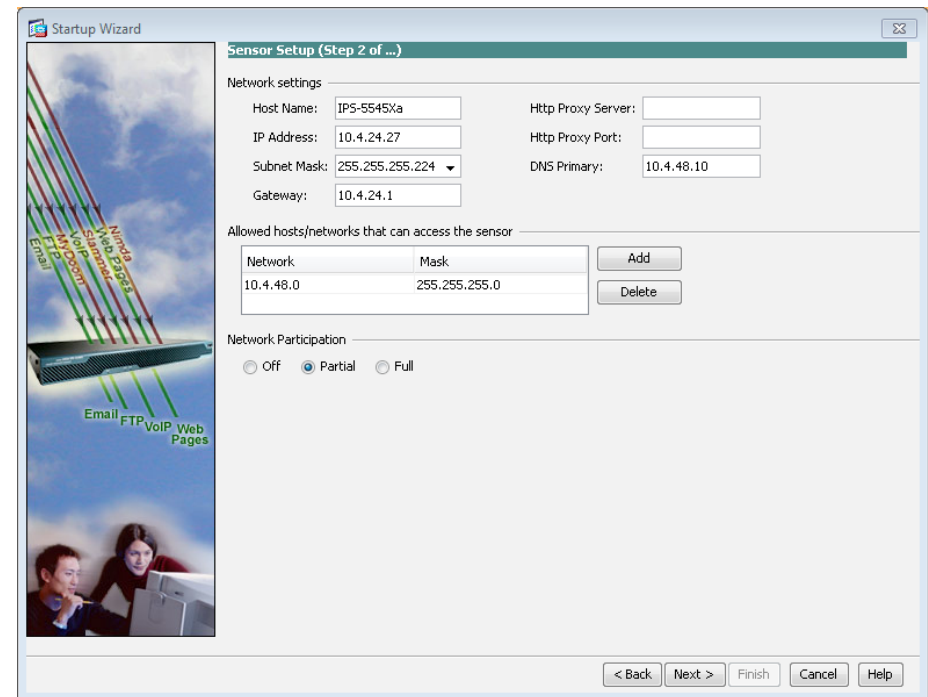 Startup Wizard
Sensor Setup (Step 2 of ...)
Network settings
Host Name: IPS-5545Xa
Http Proxy Server:
IP Address: 10.4.24.27
Http Proxy Port:
Subnet Mask: 255.255.255.224
DNS Primary: 10.4.48.10
Gateway: 10.4.24.1
Allowed hosts/networks that can access the sensor
Network Mask
10.4.48.0 255.255.255.0
Add
Delete
Network Participation
Off Partial Full
Email
FTP
MyDoom
VoIP
Slammer
Web Pages
Nimda
Email
FTP
VoIP
Web
Pages
< Back Next > Finish Cancel Help